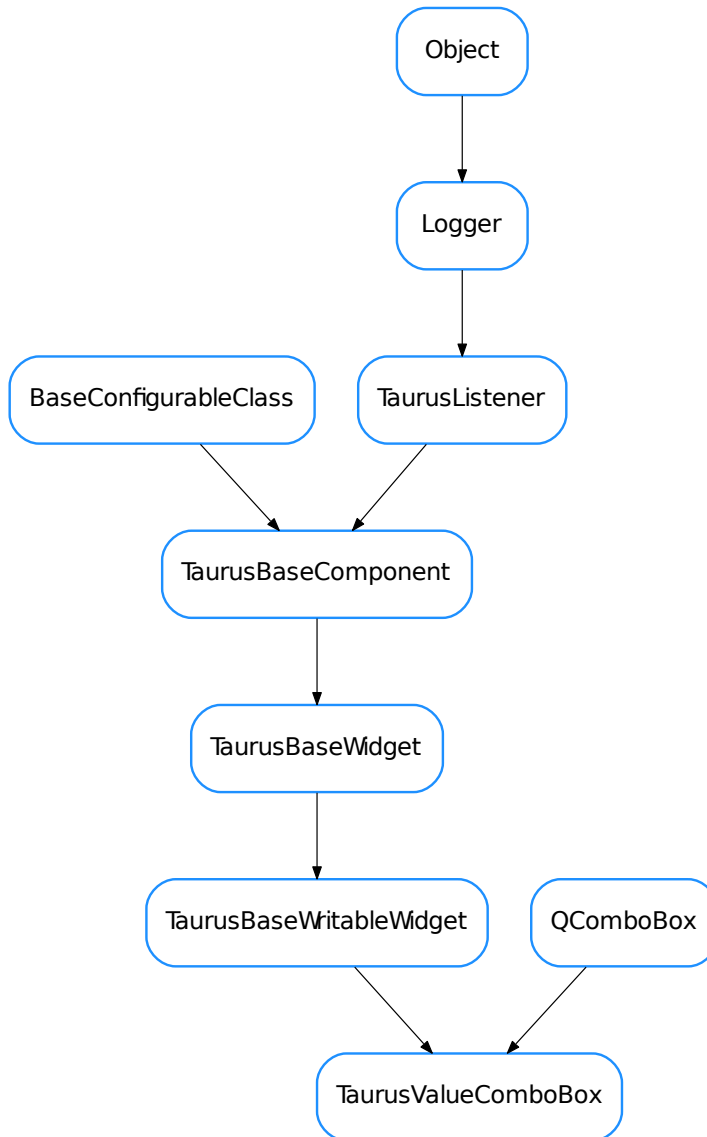 Object
Logger
BaseConfigurableClass
TaurusListener
TaurusBaseComponent
TaurusBaseWidget
TaurusBaseWritableWidget
QComboBox
TaurusValueComboBox